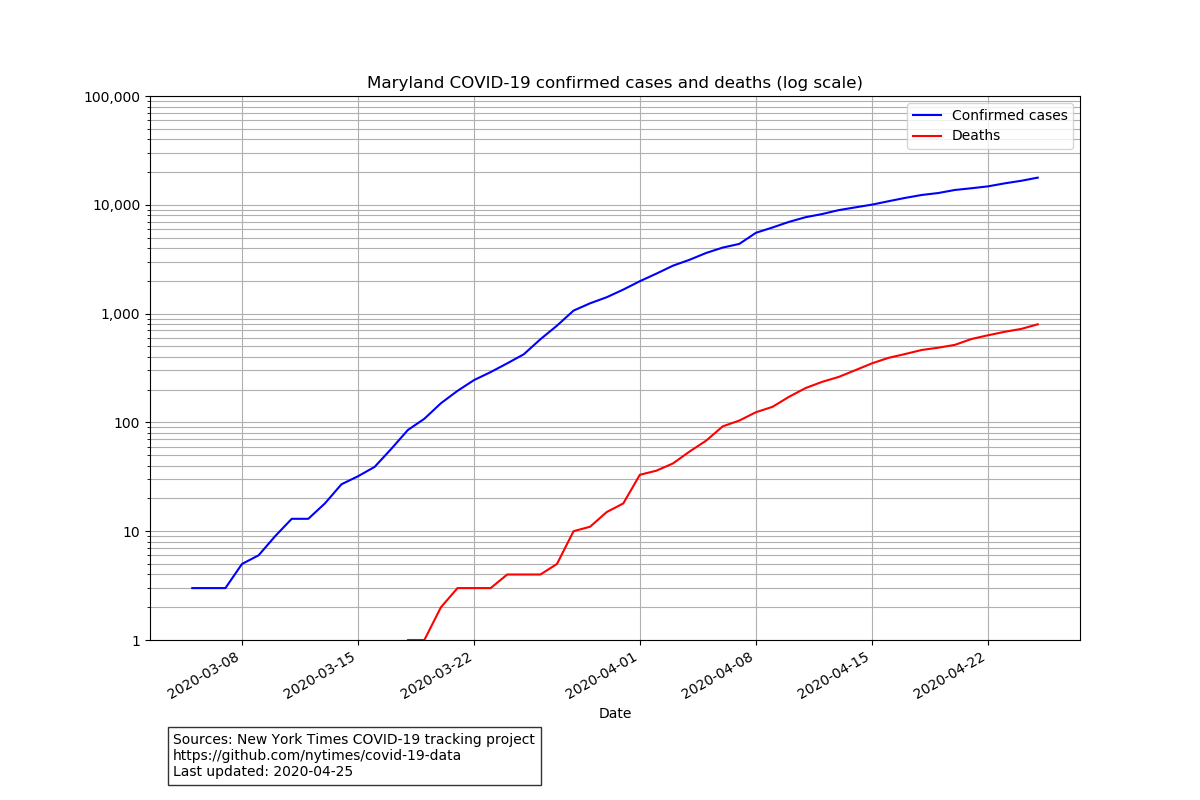 Maryland COVID-19 confirmed cases and deaths (log scale)
100,000
10,000
1,000
100
10
1
Confirmed cases
Deaths
2020-03-08
2020-03-15
2020-03-22
2020-04-01
2020-04-08
2020-04-15
2020-04-22
Date
Sources: New York Times COVID-19 tracking project
https://github.com/nytimes/covid-19-data
Last updated: 2020-04-25